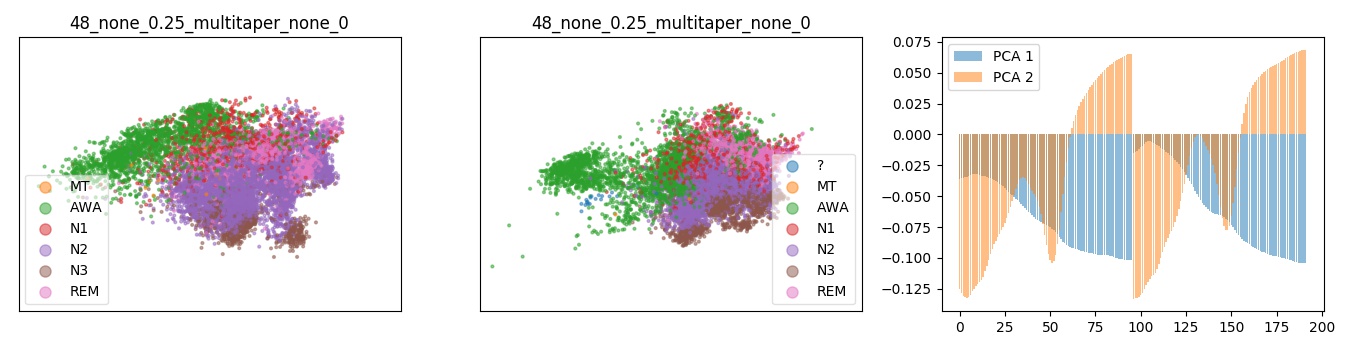 48_none_0.25_multitaper_none_0
MT
AWA
N1
N2
N3
REM
48_none_0.25_multitaper_none_0
?
MT
AWA
N1
N2
N3
REM
PCA 1
PCA 2
0.075
0.050
0.025
0.000
−0.025
−0.050
−0.075
−0.100
−0.125
0 25 50 75 100 125 150 175 200